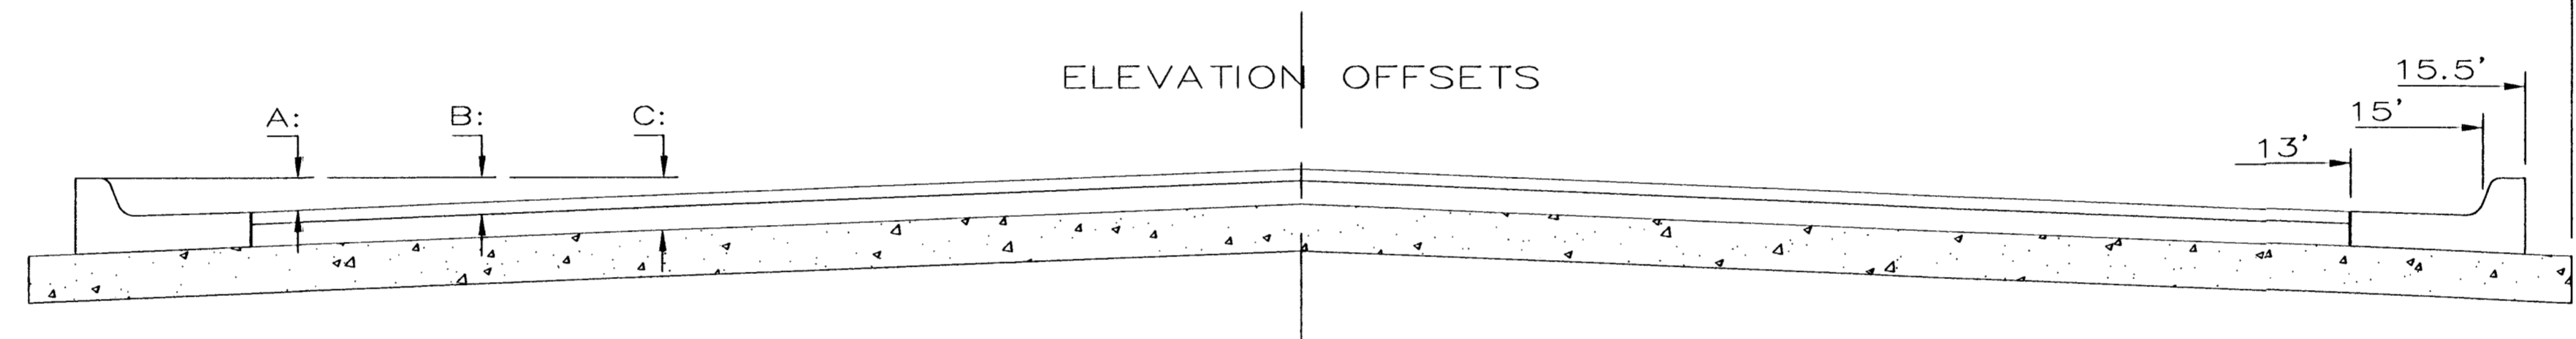 ELEVATION OFFSETS
15.5'
A: B: C:
15'
13'